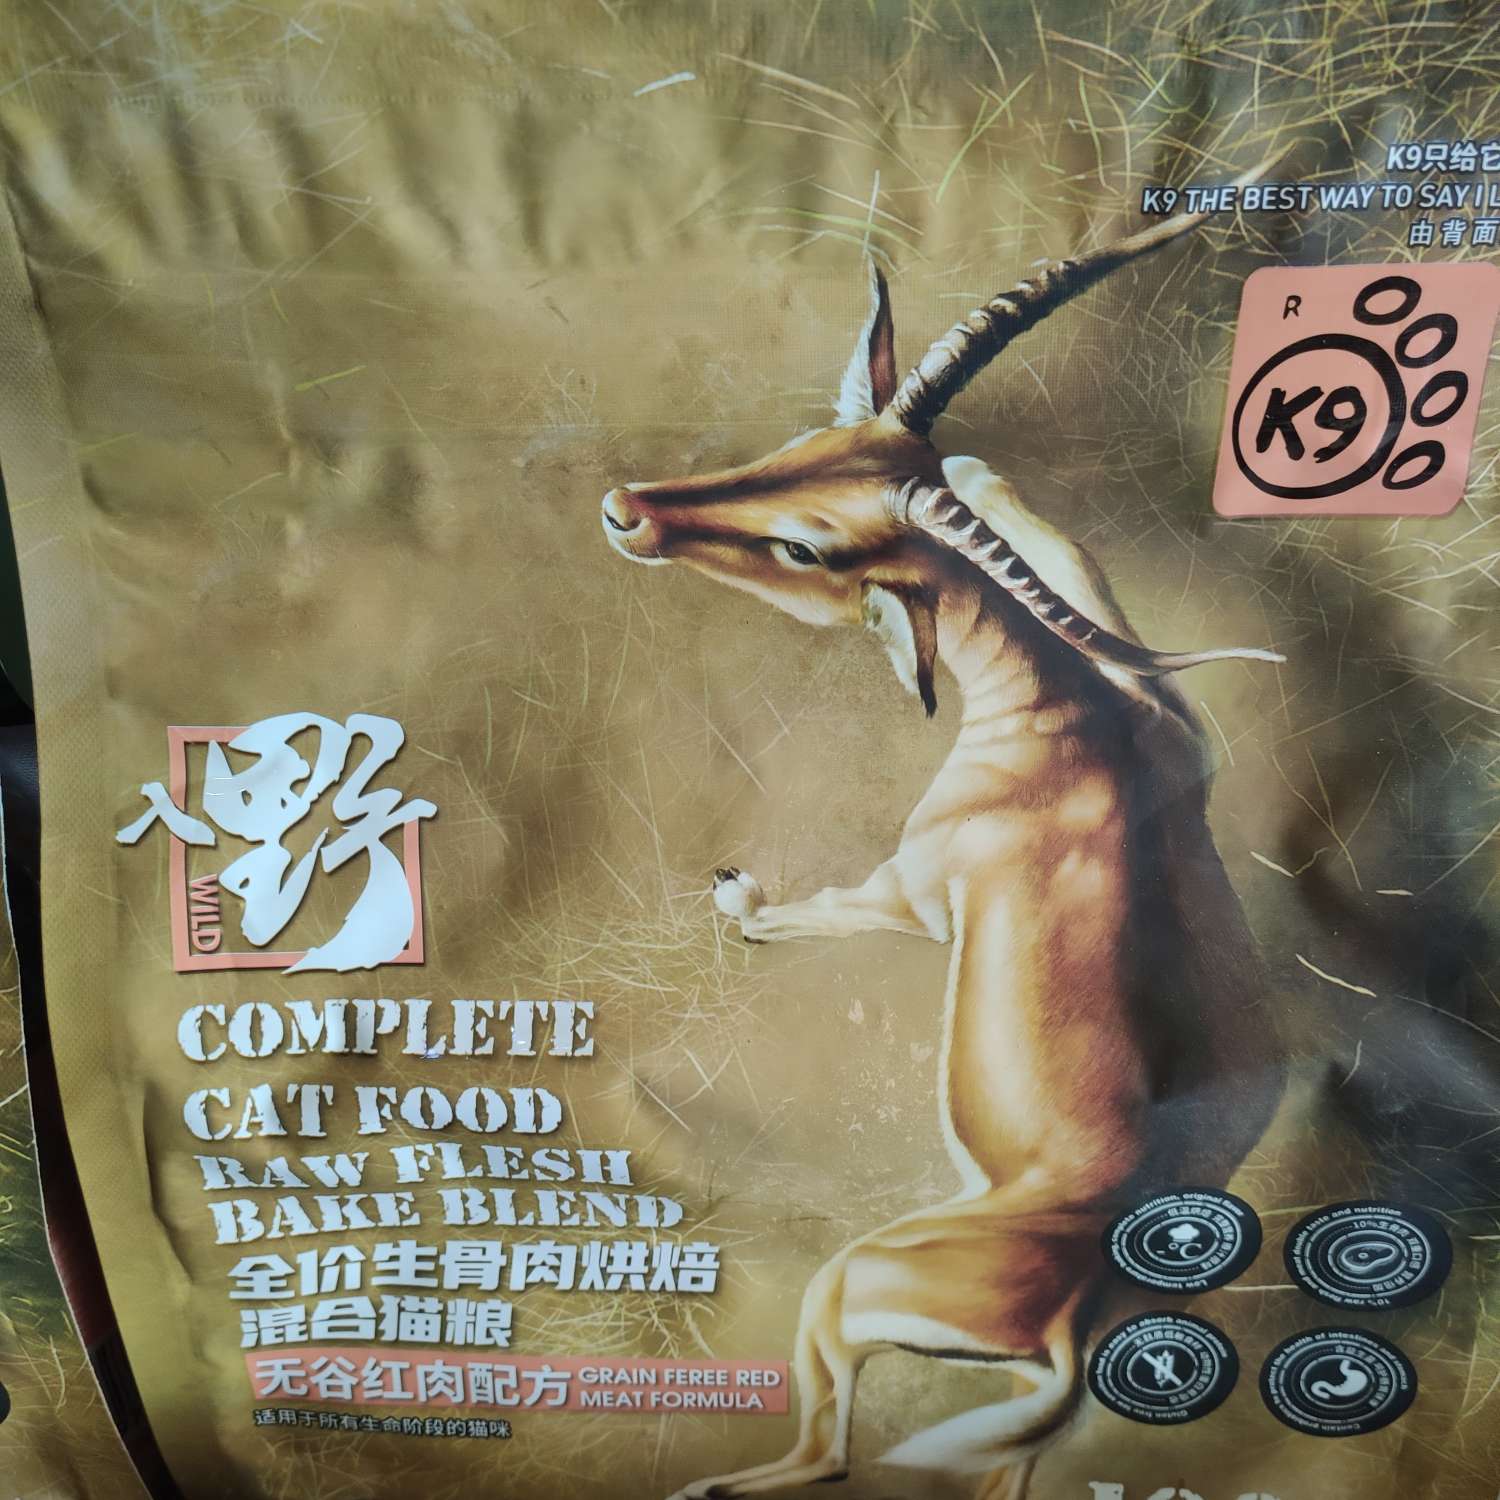 K9只给它
K9 THE BEST WAY TO SAY I L
由背面
R
K9
入野
WILD
COMPLETE
CAT FOOD
RAW FLESH
BAKE BLEND
全价生骨肉烘焙
混合猫粮
无谷红肉配方
GRAIN FEREE RED
MEAT FORMULA
适用于所有生命阶段的猫咪
°C